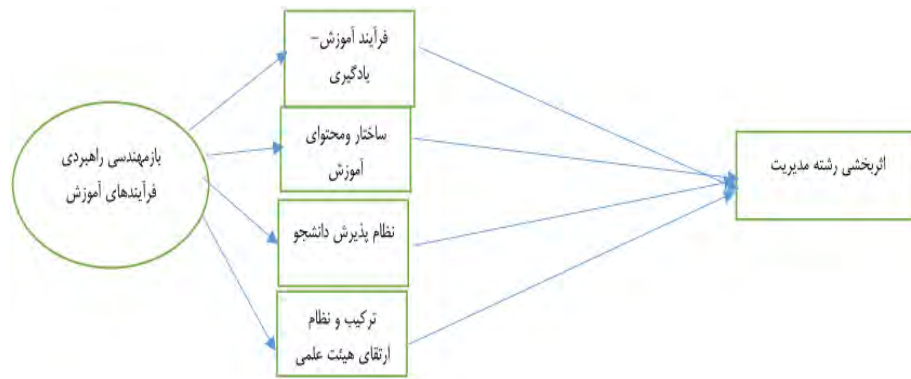 فرآیند آموزش–
یادگیری
ساختار ومحتوای
آموزش
بازمهندسی راهبردی
فرآیندهای آموزش
اثربخشی رشته مدیریت
نظام پذیرش دانشجو
ترکیب و نظام
ارتقای هیئت علمی